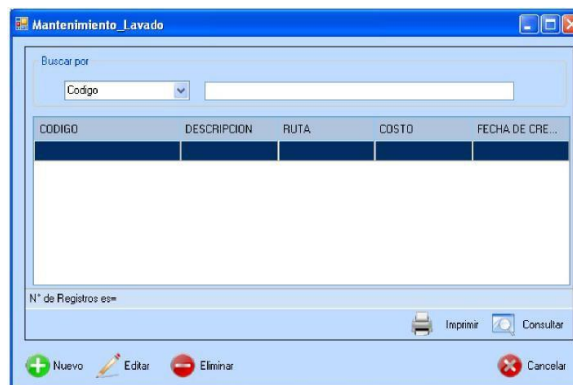 Mantenimiento_Lavado
Buscar por
Codigo
CODIGO DESCRIPCION RUTA COSTO FECHA DE CRE...
N° de Registros es=
Imprimir Consultar
Nuevo Editar Eliminar Cancelar